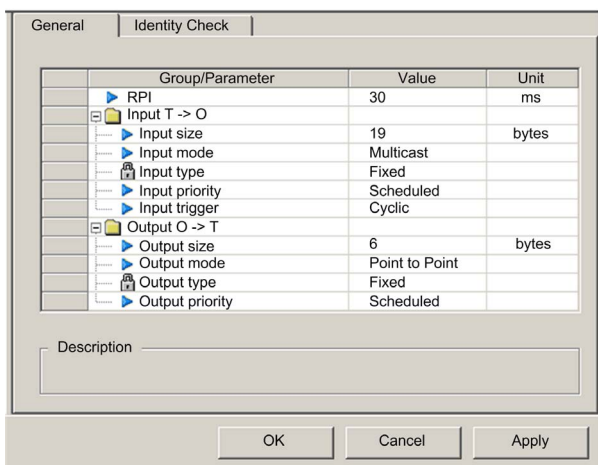 General Identity Check
Group/Parameter Value Unit
RPI 30 ms
Input T -> O
Input size 19 bytes
Input mode Multicast
Input type Fixed
Input priority Scheduled
Input trigger Cyclic
Output O -> T
Output size 6 bytes
Output mode Point to Point
Output type Fixed
Output priority Scheduled
Description
OK Cancel Apply